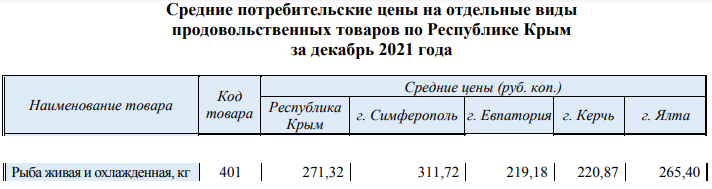 Средние потребительские цены на отдельные виды
продовольственных товаров по Республике Крым
за декабрь 2021 года
Наименование товара Код товара Средние цены (руб. коп.)
Республика Крым г. Симферополь г. Евпатория г. Керчь г. Ялта
Рыба живая и охлажденная, кг 401 271,32 311,72 219,18 220,87 265,40